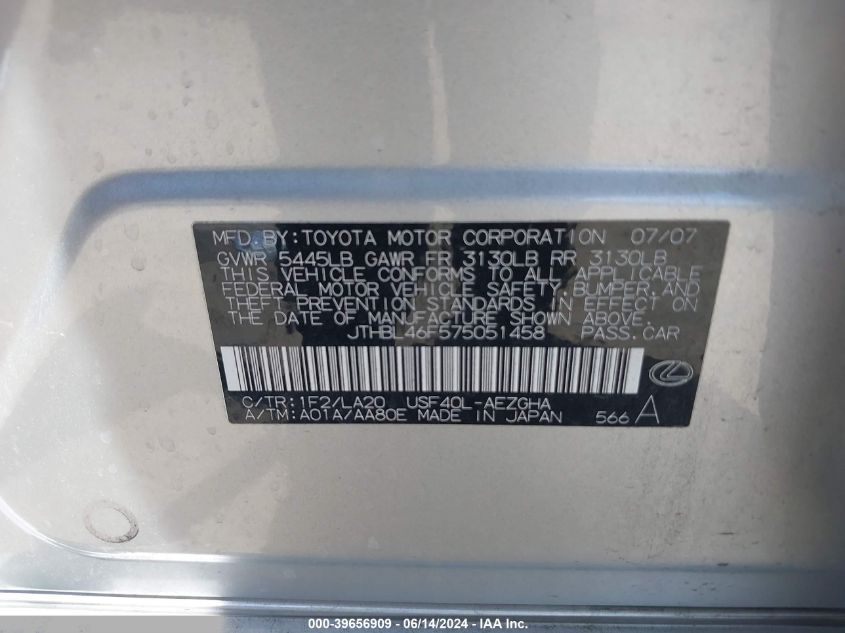 MFD. BY: TOYOTA MOTOR CORPORATION 07/07
GVWR 5445LB GAWR FR 3130LB RR 3130LB
THIS VEHICLE CONFORMS TO ALL APPLICABLE
FEDERAL MOTOR VEHICLE SAFETY, BUMPER, AND
THEFT PREVENTION STANDARDS IN EFFECT ON
THE DATE OF MANUFACTURE SHOWN ABOVE.
JTHBL46F575051458 PASS. CAR
C/TR: 1F2/LA20 USF40L-AEZGHA
A/TM: A01A/AA80E MADE IN JAPAN 566 A
000-39656909 - 06/14/2024 - IAA Inc.